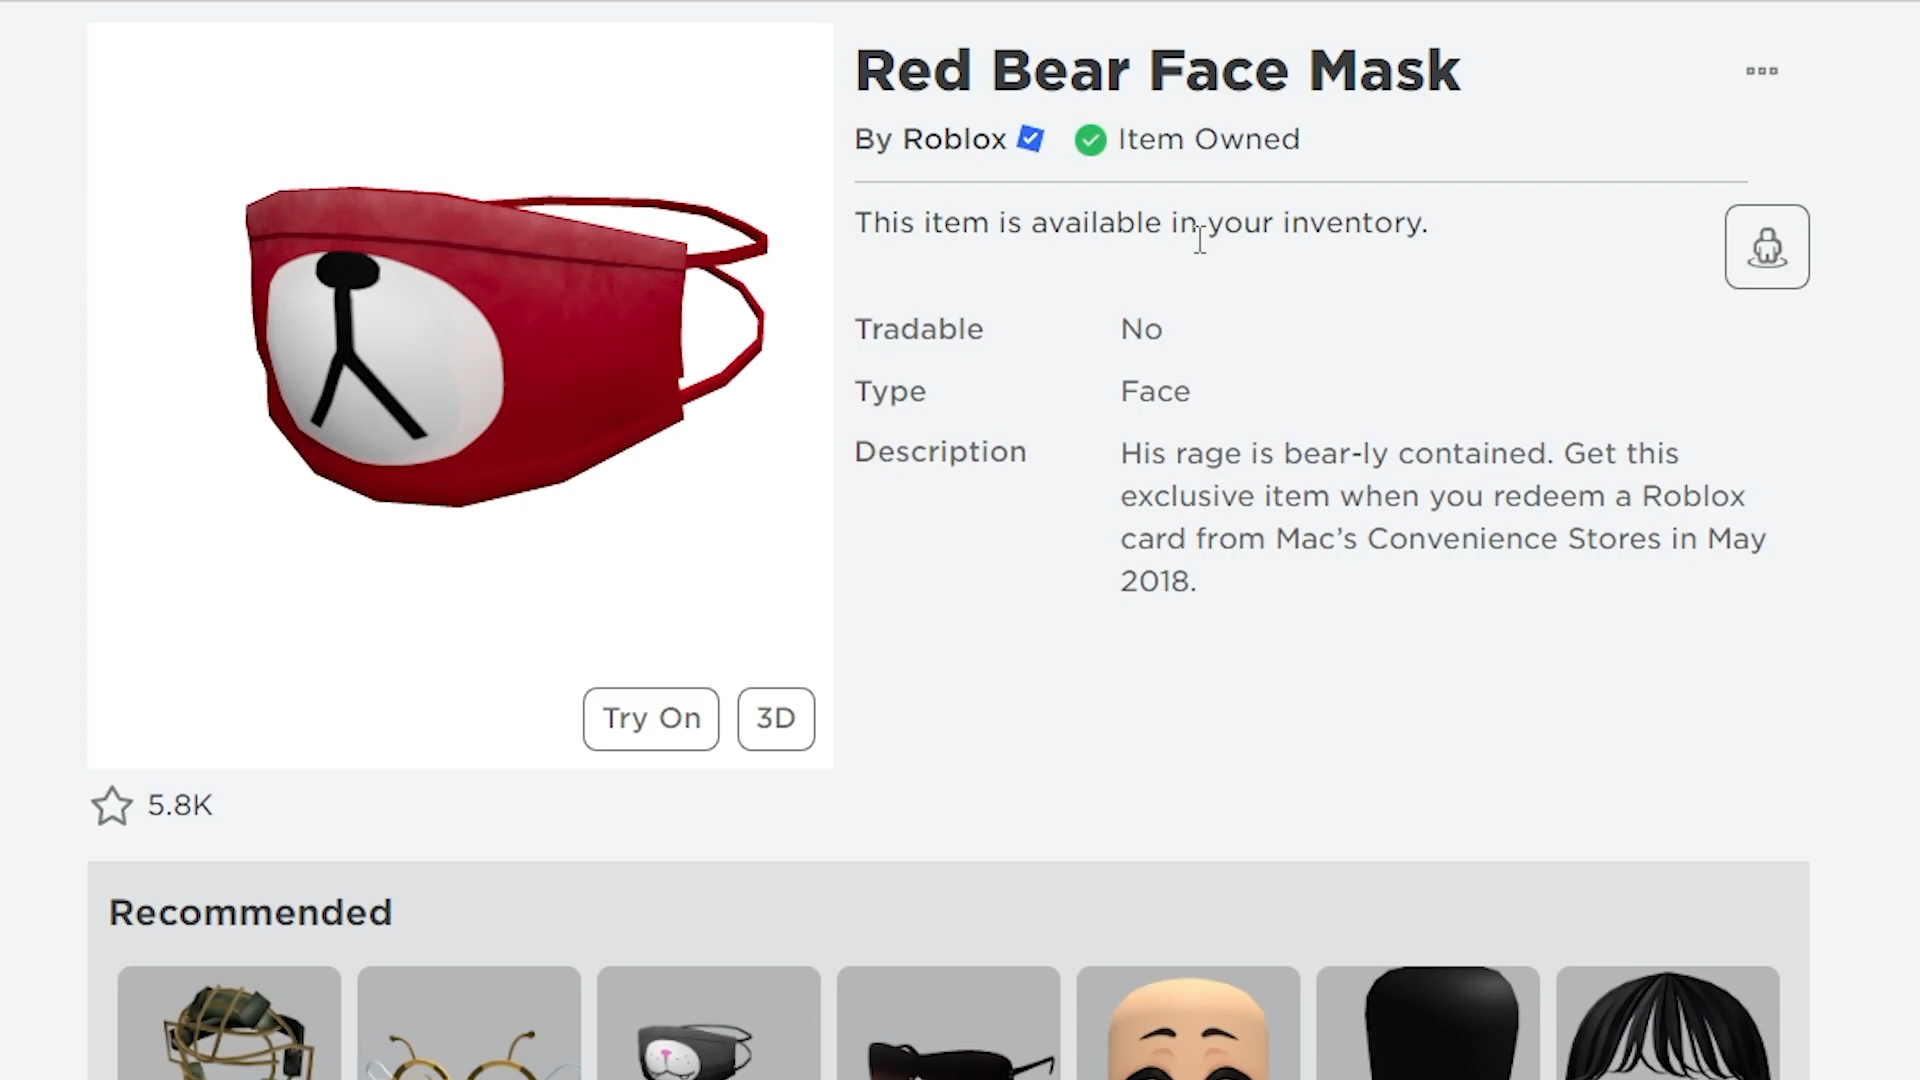 Red Bear Face Mask
By Roblox Item Owned
This item is available in your inventory.
Tradable No
Type Face
Description His rage is bear-ly contained. Get this
exclusive item when you redeem a Roblox
card from Mac’s Convenience Stores in May
2018.
Try On 3D
5.8K
Recommended